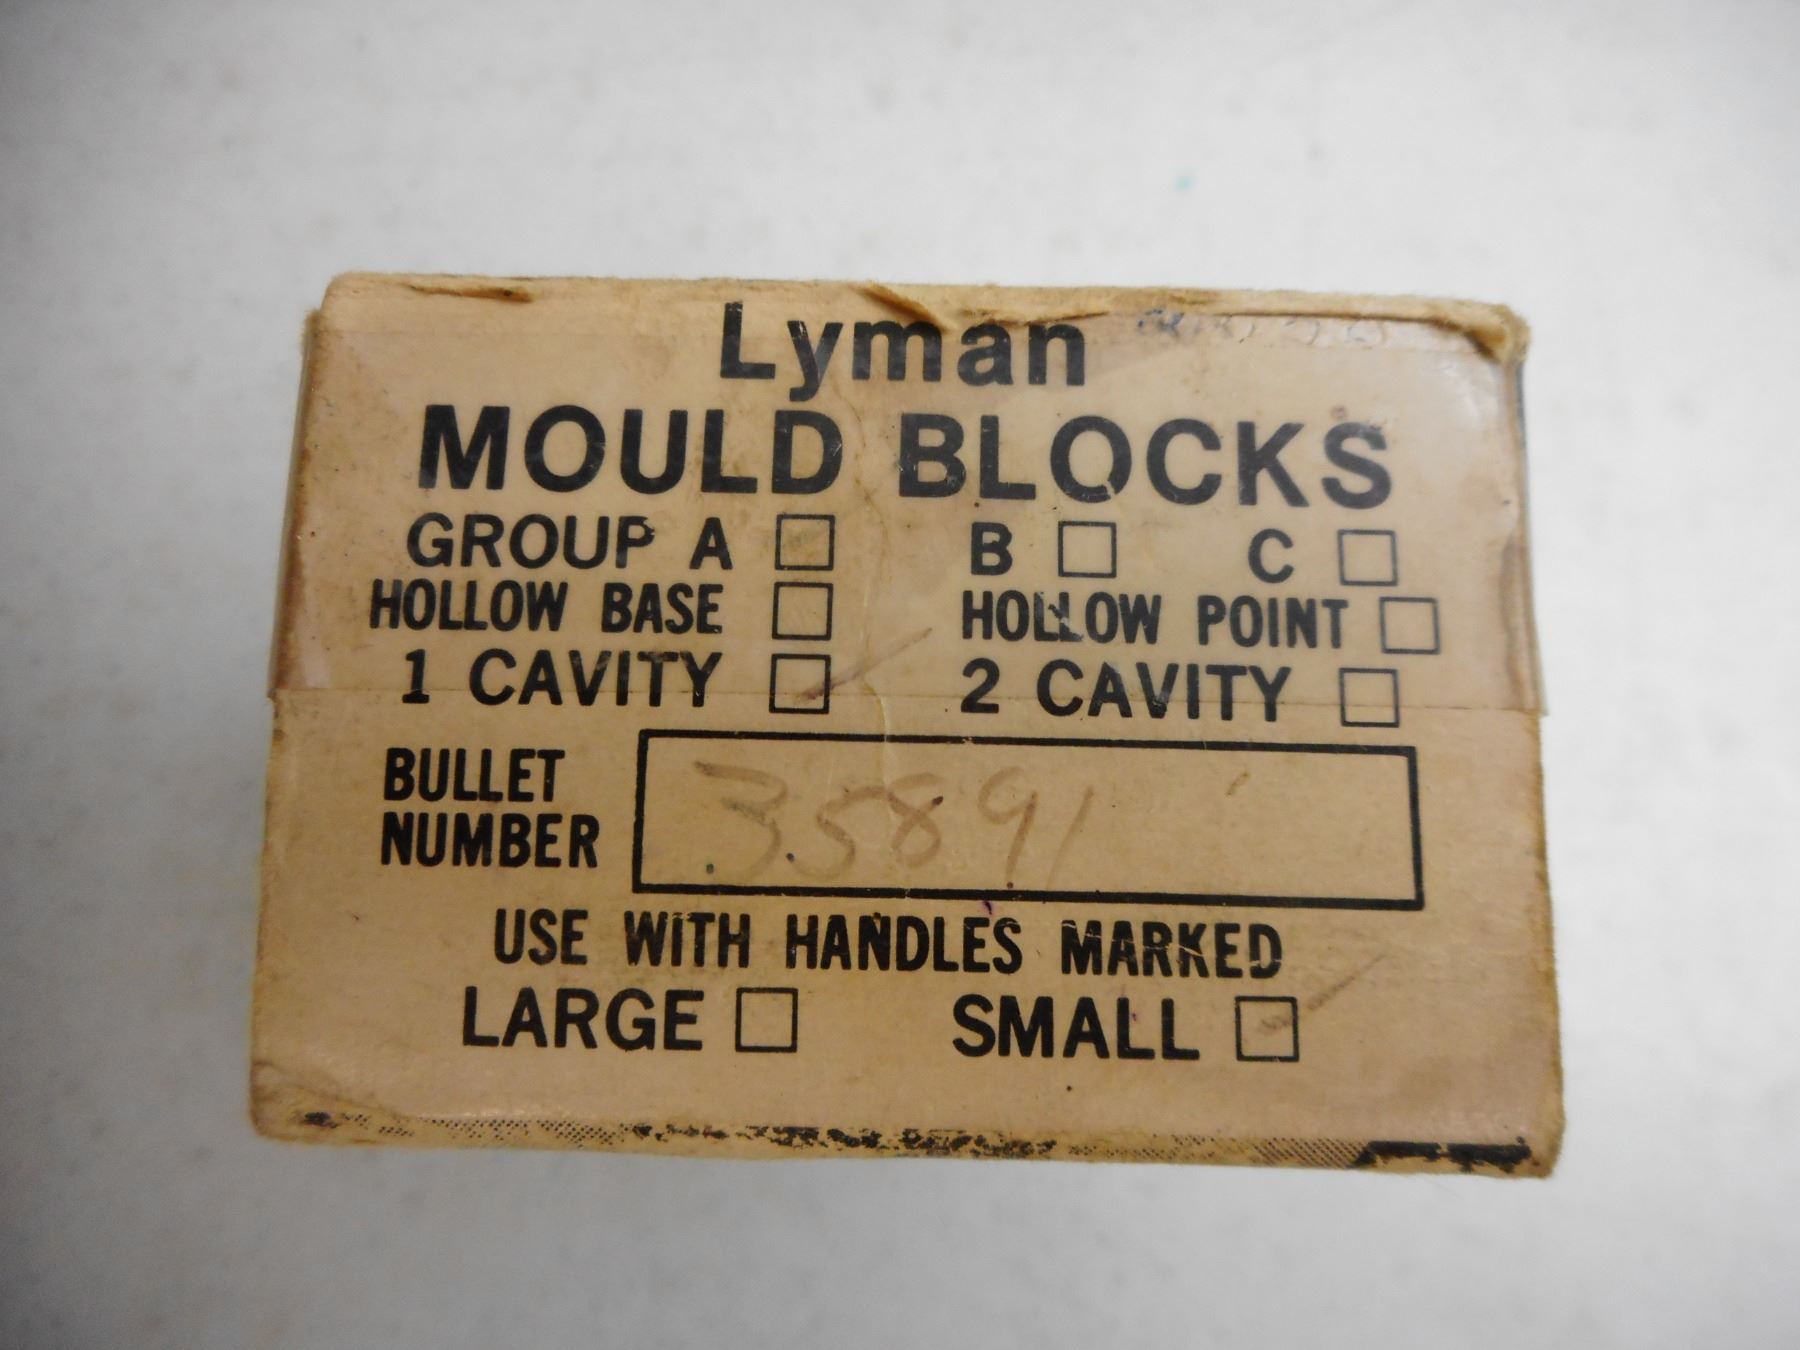 Lyman
MOULD BLOCKS
GROUP A ☐ B ☐ C ☐
HOLLOW BASE ☐ HOLLOW POINT ☐
1 CAVITY ☑ 2 CAVITY ☐
BULLET NUMBER 35891
USE WITH HANDLES MARKED
LARGE ☐ SMALL ☑